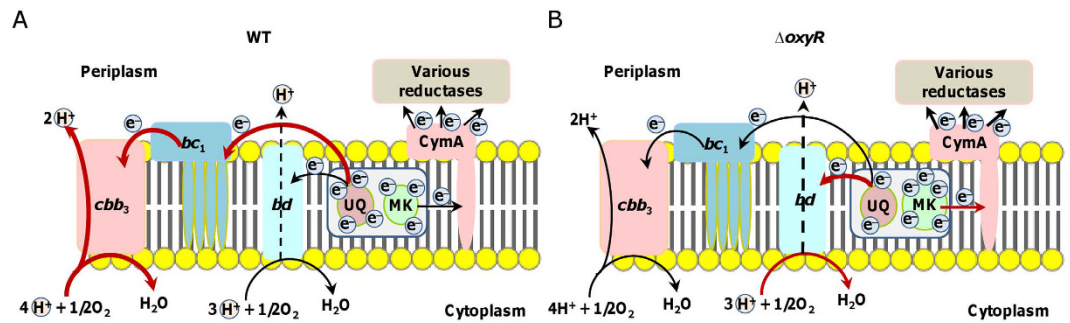 A
WT
Periplasm
Various
reductases
H⁺
2H⁺
e⁻
e⁻
e⁻
e⁻
e⁻
bc₁
CymA
e⁻
e⁻
e⁻
e⁻
e⁻
cbb₃
bd
UQ
MK
e⁻
e⁻
e⁻
e⁻
4H⁺ + 1/2O₂
H₂O
3H⁺ + 1/2O₂
H₂O
Cytoplasm
B
ΔoxyR
Periplasm
Various
reductases
H⁺
2H⁺
e⁻
e⁻
e⁻
e⁻
e⁻
bc₁
CymA
e⁻
e⁻
e⁻
e⁻
e⁻
cbb₃
bd
UQ
MK
e⁻
e⁻
e⁻
e⁻
4H⁺ + 1/2O₂
H₂O
3H⁺ + 1/2O₂
H₂O
Cytoplasm